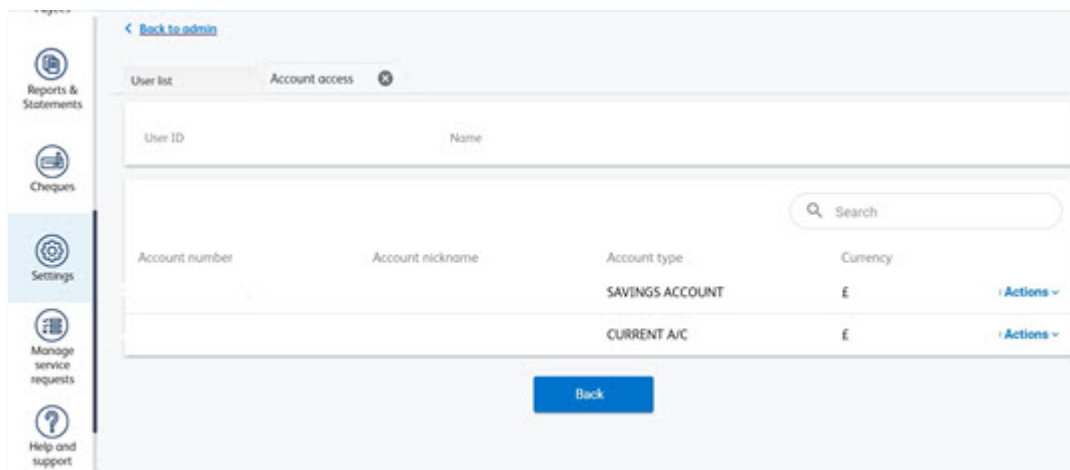 Back to admin
Reports &
Statements
Cheques
Settings
Manage
service
requests
Help and
support
User list Account access
User ID Name
Search
Account number Account nickname Account type Currency
SAVINGS ACCOUNT £ Actions
CURRENT A/C £ Actions
Back